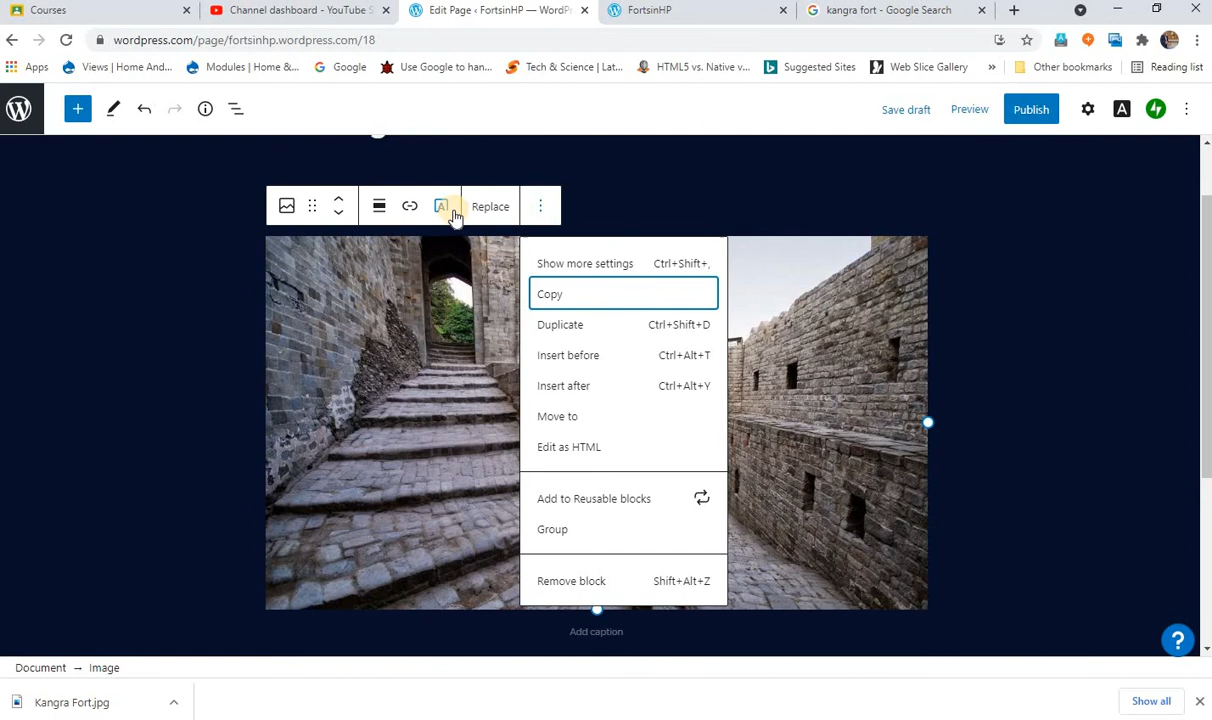 Courses
Channel dashboard - YouTube S
Edit Page ‹ FortsinHP — WordPr
FortsinHP
kangra fort - Google Search
wordpress.com/page/fortsinhp.wordpress.com/18
Apps
Views | Home And...
Modules | Home &...
Google
Use Google to han...
Tech & Science | Lat...
HTML5 vs. Native v...
Suggested Sites
Web Slice Gallery
»
Other bookmarks
Reading list
Save draft
Preview
Publish
A
A
Replace
Show more settings Ctrl+Shift+,
Copy
Duplicate Ctrl+Shift+D
Insert before Ctrl+Alt+T
Insert after Ctrl+Alt+Y
Move to
Edit as HTML
Add to Reusable blocks
Group
Remove block Shift+Alt+Z
Add caption
?
Document → Image
Kangra Fort.jpg
Show all